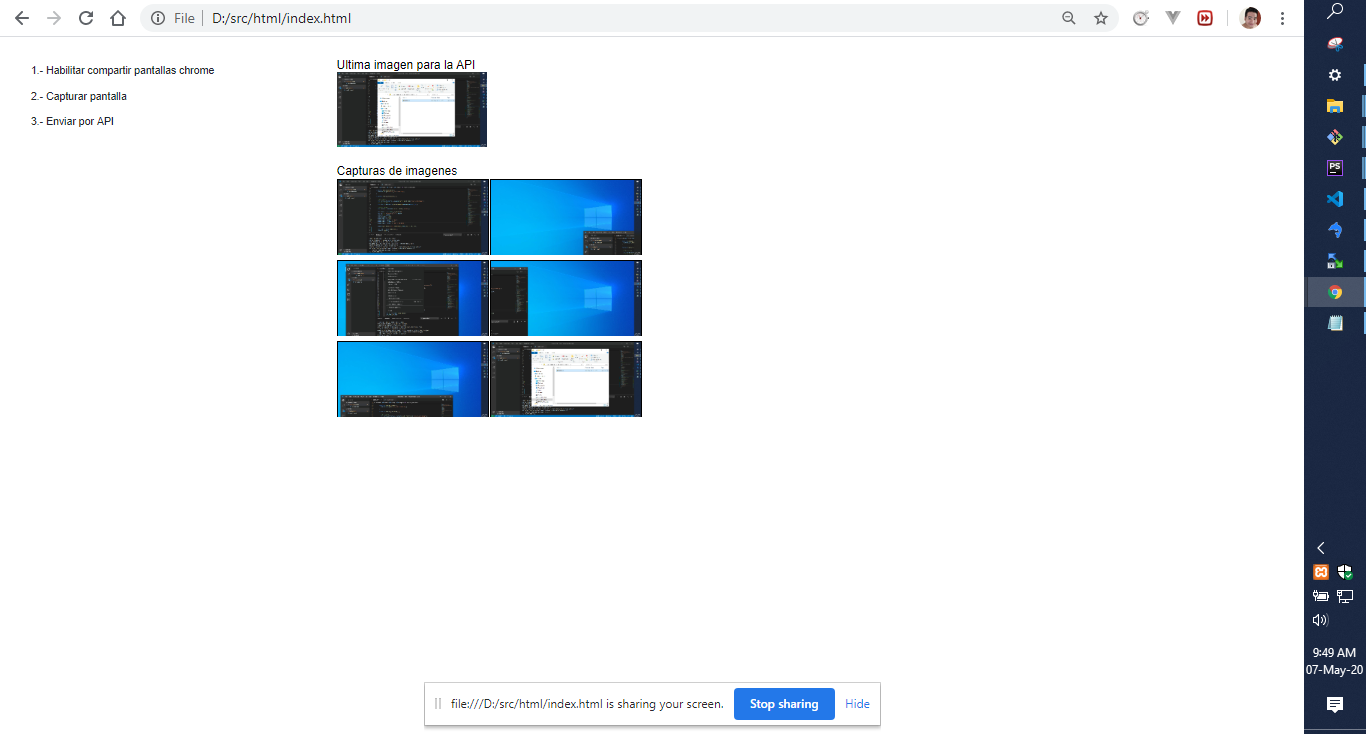 File
D:/src/html/index.html
1.- Habilitar compartir pantallas chrome
2.- Capturar pantalla
3.- Enviar por API
Ultima imagen para la API
Capturas de imagenes
PS
file:///D:/src/html/index.html is sharing your screen.
Stop sharing
Hide
9:49 AM
07-May-20